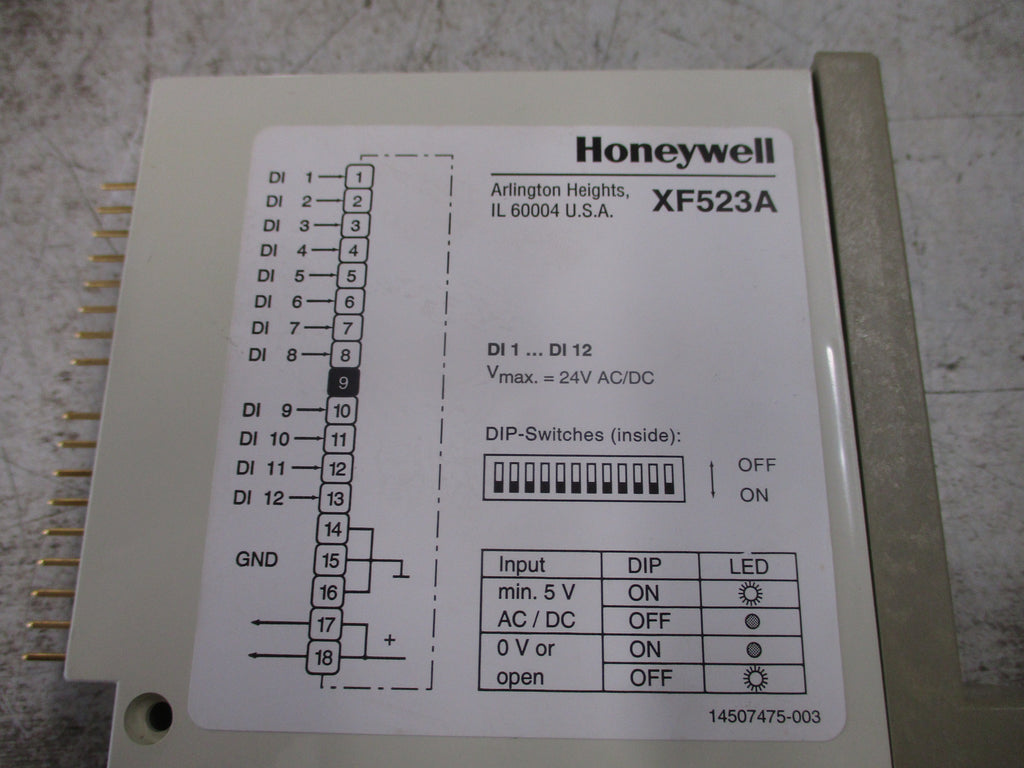 Honeywell
Arlington Heights,
IL 60004 U.S.A.
XF523A
DI 1 1
DI 2 2
DI 3 3
DI 4 4
DI 5 5
DI 6 6
DI 7 7
DI 8 8
9
DI 9 10
DI 10 11
DI 11 12
DI 12 13
14
GND 15
16
17
+
18
DI 1 ... DI 12
Vmax. = 24V AC/DC
DIP-Switches (inside):
OFF
ON
Input DIP LED
min. 5 V ON
AC / DC OFF
0 V or ON
open OFF
14507475-003